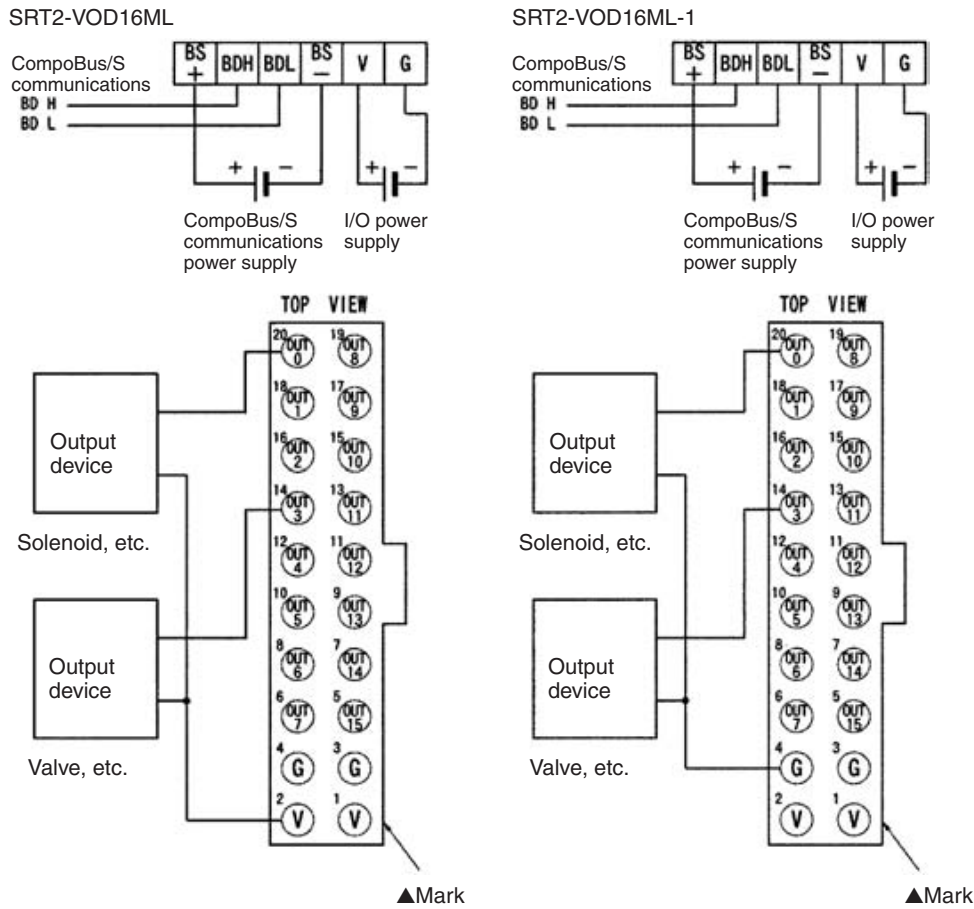 SRT2-VOD16ML
CompoBus/S
communications
BD H
BD L
BS
+
BDH
BDL
BS
–
V
G
+
–
+
–
CompoBus/S
communications
power supply
I/O power
supply
TOP VIEW
20 OUT 0
19 OUT 8
18 OUT 1
17 OUT 9
16 OUT 2
15 OUT 10
14 OUT 3
13 OUT 11
12 OUT 4
11 OUT 12
10 OUT 5
9 OUT 13
8 OUT 6
7 OUT 14
6 OUT 7
5 OUT 15
4 G
3 G
2 V
1 V
Output
device
Solenoid, etc.
Output
device
Valve, etc.
▲Mark
SRT2-VOD16ML-1
CompoBus/S
communications
BD H
BD L
BS
+
BDH
BDL
BS
–
V
G
+
–
+
–
CompoBus/S
communications
power supply
I/O power
supply
TOP VIEW
20 OUT 0
19 OUT 8
18 OUT 1
17 OUT 9
16 OUT 2
15 OUT 10
14 OUT 3
13 OUT 11
12 OUT 4
11 OUT 12
10 OUT 5
9 OUT 13
8 OUT 6
7 OUT 14
6 OUT 7
5 OUT 15
4 G
3 G
2 V
1 V
Output
device
Solenoid, etc.
Output
device
Valve, etc.
▲Mark